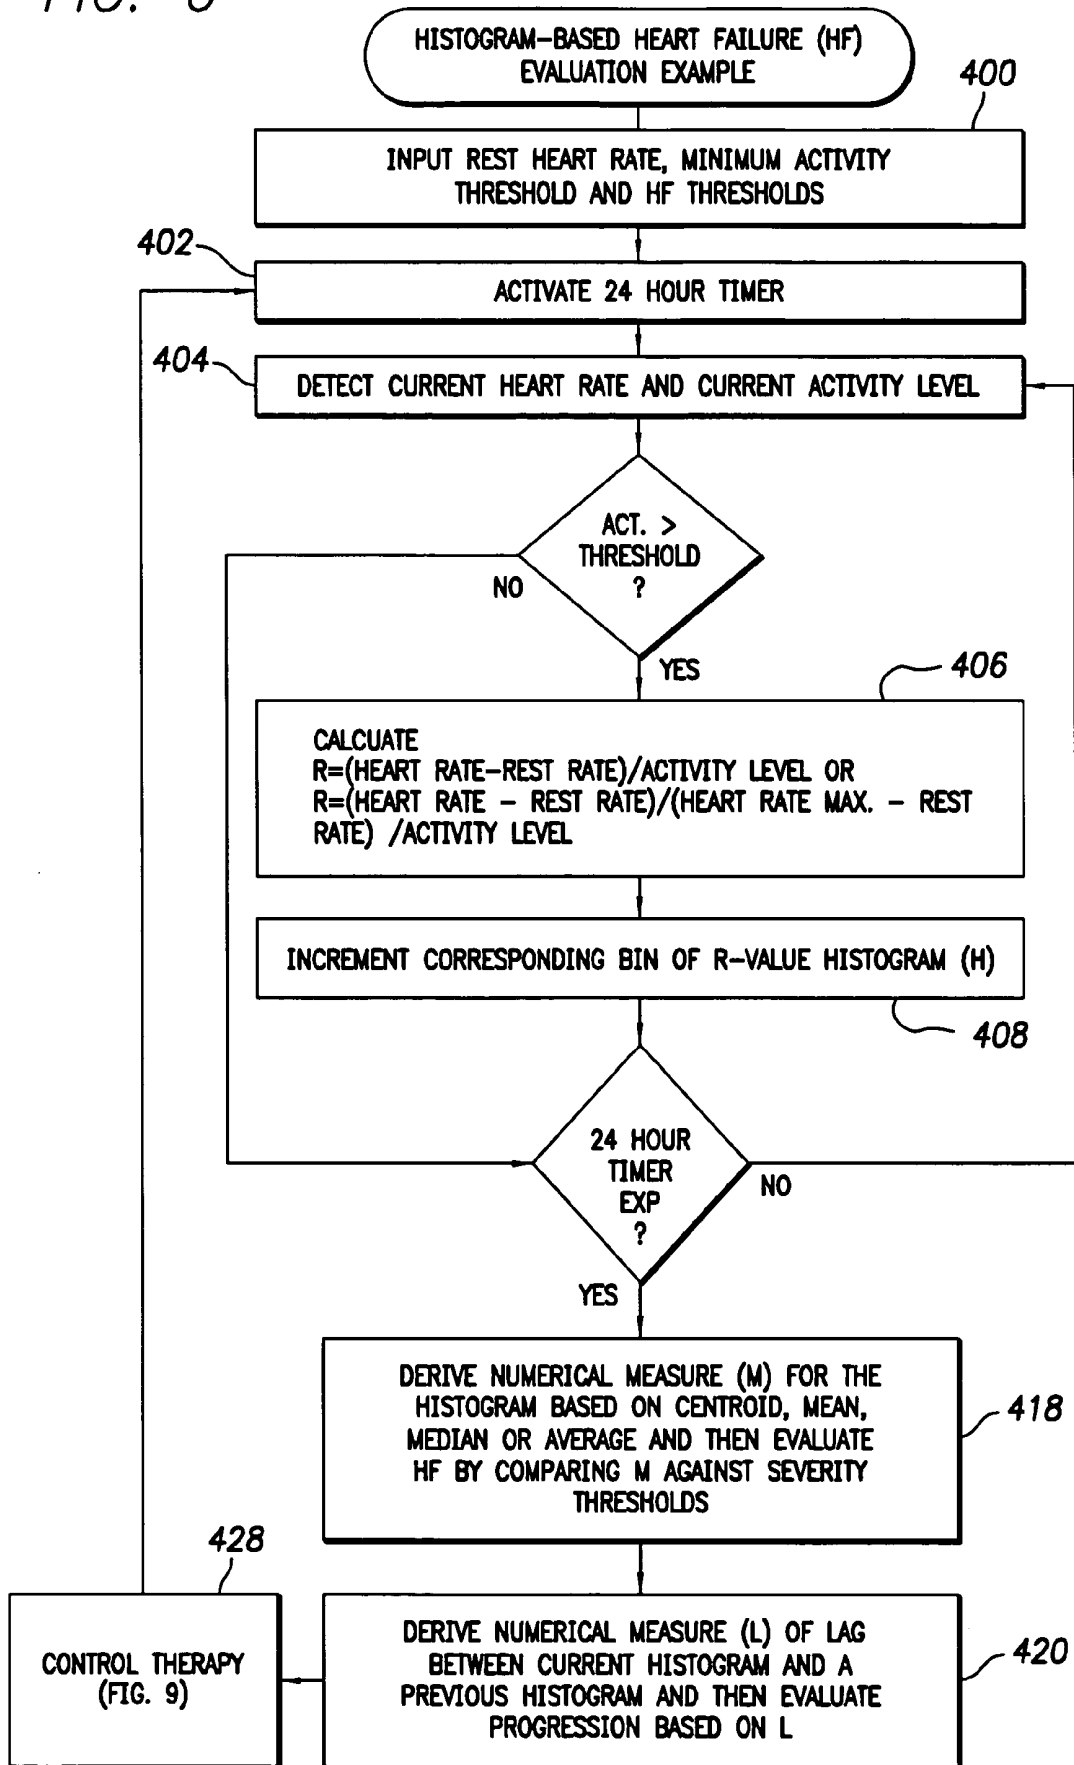 HISTOGRAM-BASED HEART FAILURE (HF)
EVALUATION EXAMPLE
400
INPUT REST HEART RATE, MINIMUM ACTIVITY
THRESHOLD AND HF THRESHOLDS
402
ACTIVATE 24 HOUR TIMER
404
DETECT CURRENT HEART RATE AND CURRENT ACTIVITY LEVEL
ACT. >
THRESHOLD
?
NO
YES
406
CALCUATE
R=(HEART RATE-REST RATE)/ACTIVITY LEVEL OR
R=(HEART RATE - REST RATE)/(HEART RATE MAX. - REST
RATE) /ACTIVITY LEVEL
INCREMENT CORRESPONDING BIN OF R-VALUE HISTOGRAM (H)
408
24 HOUR
TIMER
EXP
?
NO
YES
DERIVE NUMERICAL MEASURE (M) FOR THE
HISTOGRAM BASED ON CENTROID, MEAN,
MEDIAN OR AVERAGE AND THEN EVALUATE
HF BY COMPARING M AGAINST SEVERITY
THRESHOLDS
418
428
CONTROL THERAPY
(FIG. 9)
DERIVE NUMERICAL MEASURE (L) OF LAG
BETWEEN CURRENT HISTOGRAM AND A
PREVIOUS HISTOGRAM AND THEN EVALUATE
PROGRESSION BASED ON L
420